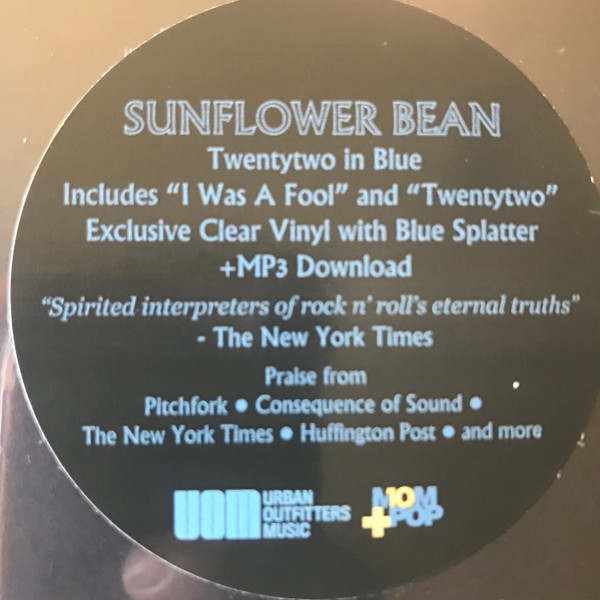 SUNFLOWER BEAN
Twentytwo in Blue
Includes “I Was A Fool” and “Twentytwo”
Exclusive Clear Vinyl with Blue Splatter
+MP3 Download
“Spirited interpreters of rock n’ roll’s eternal truths”
- The New York Times
Praise from
Pitchfork ● Consequence of Sound ●
The New York Times ● Huffington Post ● and more
UOM URBAN OUTFITTERS MUSIC
MOM
+POP